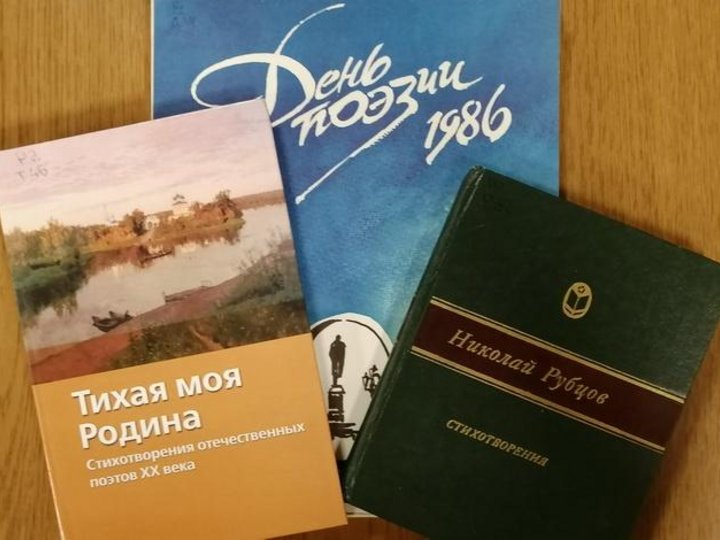 День
поэзии
1986
Тихая моя
Родина
Стихотворения отечественных
поэтов XX века
Николай Рубцов
СТИХОТВОРЕНИЯ